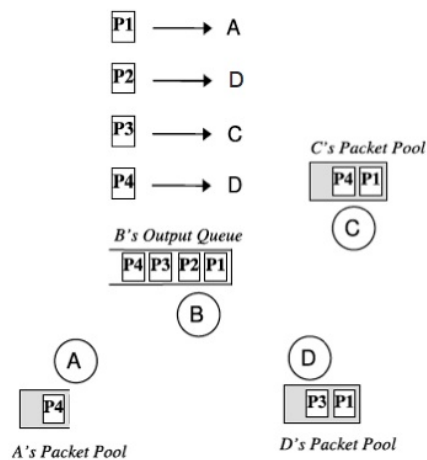 P1 A
P2 D
P3 C
P4 D
C's Packet Pool
P4 P1
C
B's Output Queue
P4 P3 P2 P1
B
A
P4
A's Packet Pool
D
P3 P1
D's Packet Pool